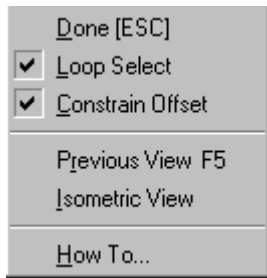 Done [ESC]
Loop Select
Constrain Offset
Previous View F5
Isometric View
How To...